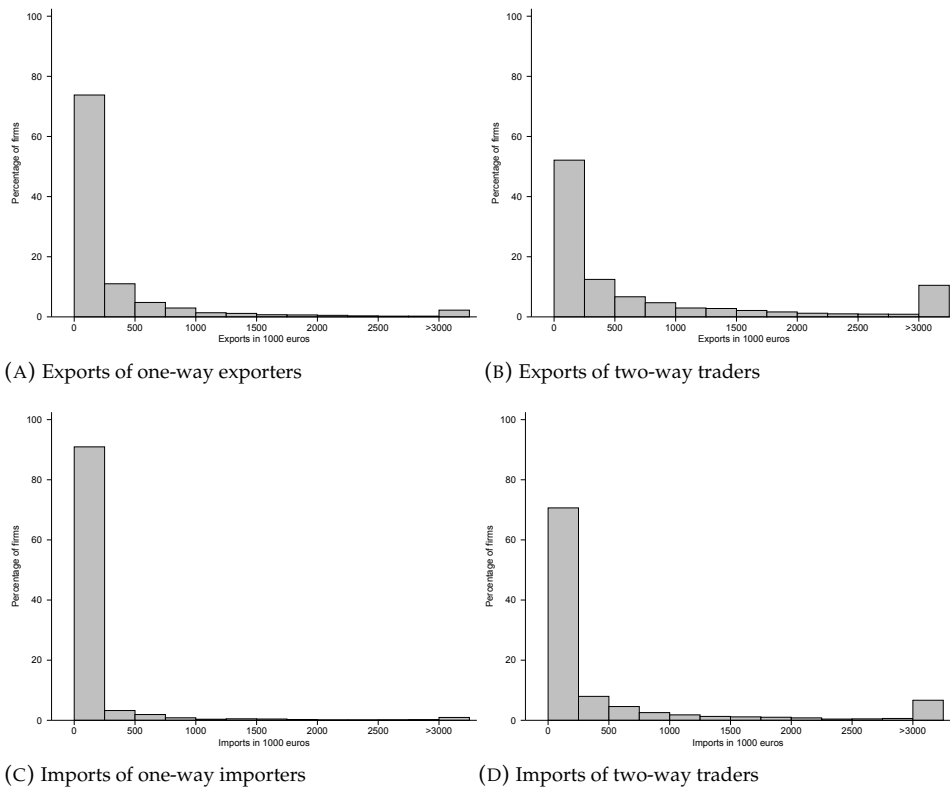 100
80
60
40
20
0
Percentage of firms
0 500 1000 1500 2000 2500 >3000
Exports in 1000 euros
(A) Exports of one-way exporters
100
80
60
40
20
0
Percentage of firms
0 500 1000 1500 2000 2500 >3000
Exports in 1000 euros
(B) Exports of two-way traders
100
80
60
40
20
0
Percentage of firms
0 500 1000 1500 2000 2500 >3000
Imports in 1000 euros
(C) Imports of one-way importers
100
80
60
40
20
0
Percentage of firms
0 500 1000 1500 2000 2500 >3000
Imports in 1000 euros
(D) Imports of two-way traders